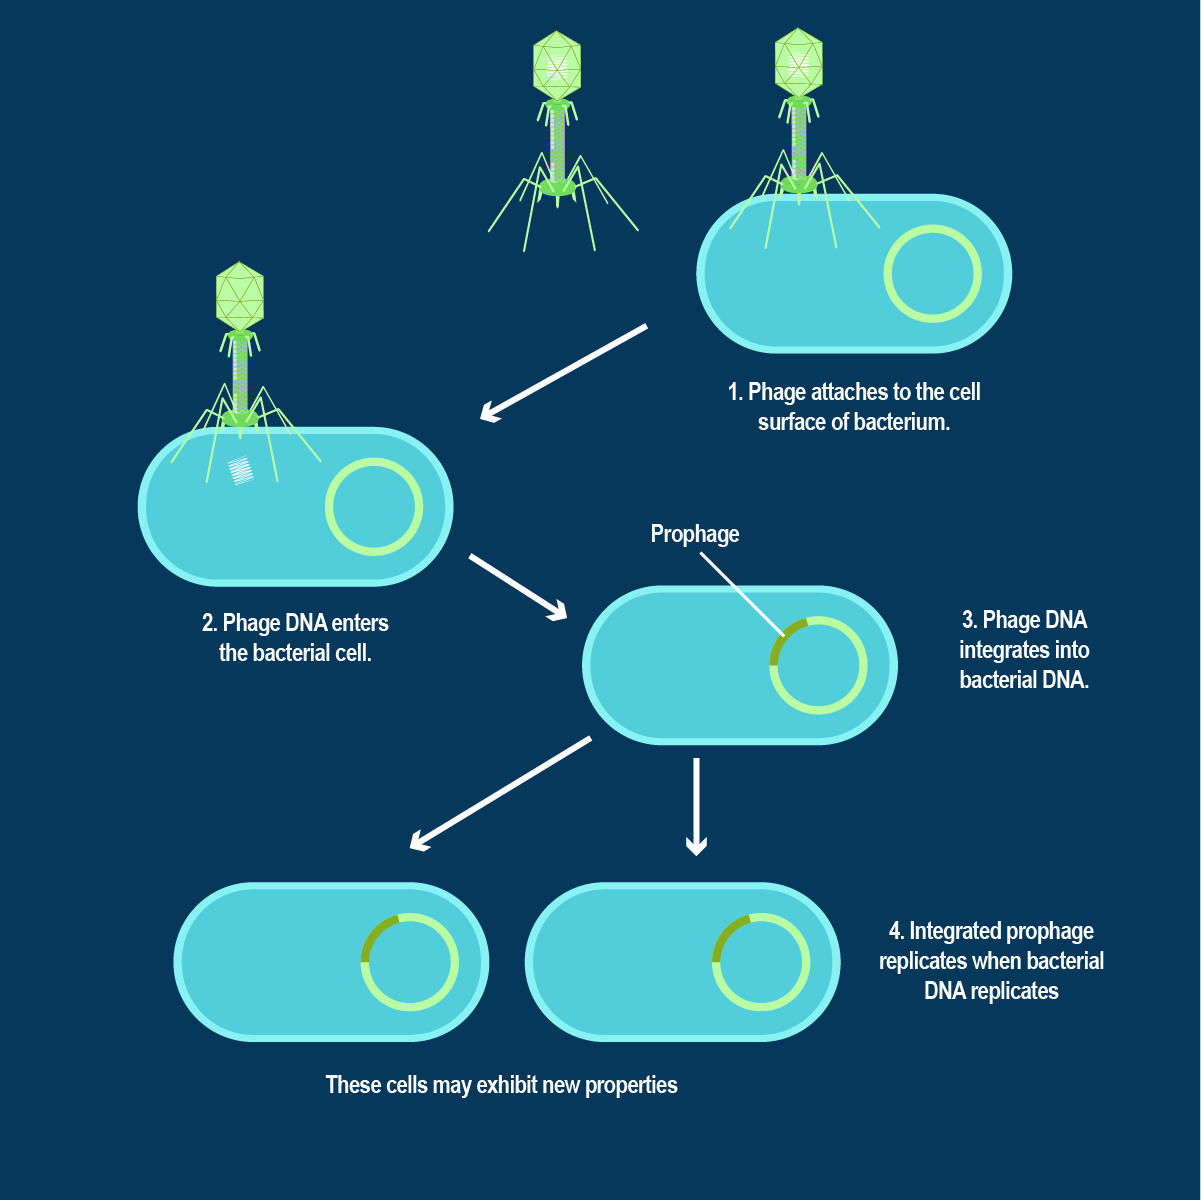 1. Phage attaches to the cell
surface of bacterium.
2. Phage DNA enters
the bacterial cell.
Prophage
3. Phage DNA
integrates into
bacterial DNA.
4. Integrated prophage
replicates when bacterial
DNA replicates
These cells may exhibit new properties